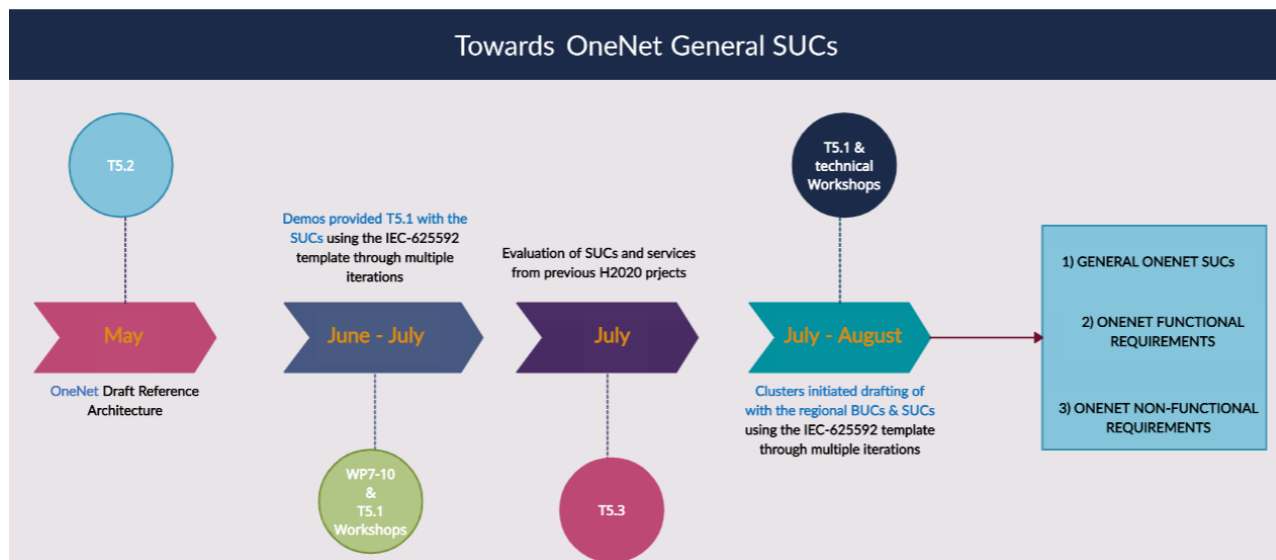 Towards OneNet General SUCs
T5.2
May
OneNet Draft Reference
Architecture
Demos provided T5.1 with the
SUCs using the IEC-625592
template through multiple
iterations
June - July
WP7-10
&
T5.1
Workshops
Evaluation of SUCs and services
from previous H2020 prjects
July
T5.3
T5.1 &
technical
Workshops
July - August
Clusters initiated drafting of
with the regional BUCs & SUCs
using the IEC-625592 template
through multiple iterations
1) GENERAL ONENET SUCs
2) ONENET FUNCTIONAL
REQUIREMENTS
3) ONENET NON-FUNCTIONAL
REQUIREMENTS